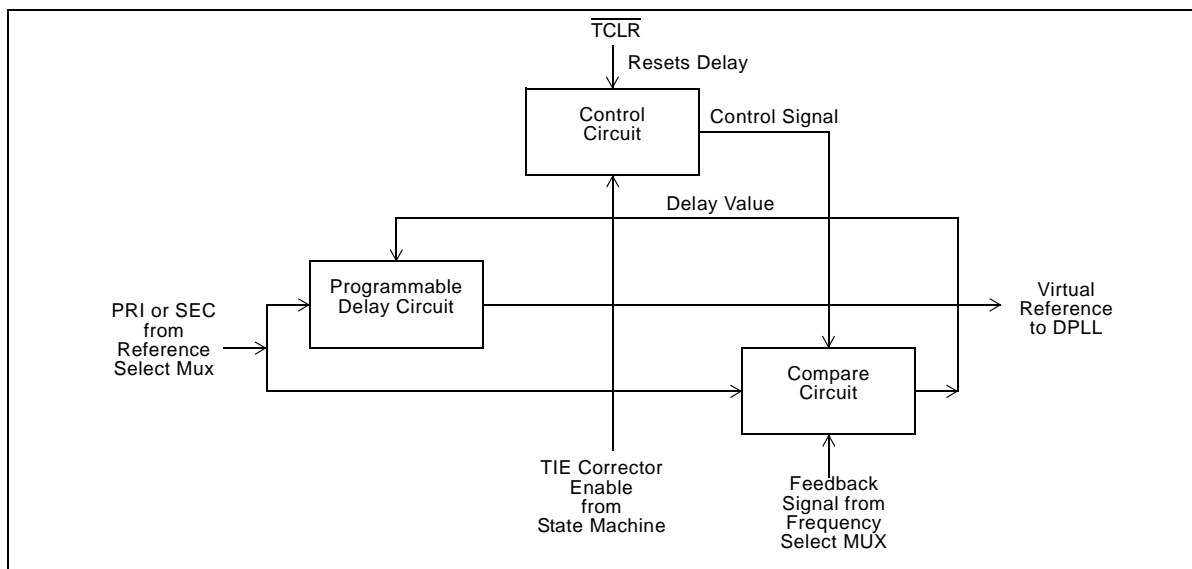 TCLR
Resets Delay
Control
Circuit
Control Signal
Delay Value
Programmable
Delay Circuit
PRI or SEC
from
Reference
Select Mux
Virtual
Reference
to DPLL
Compare
Circuit
TIE Corrector
Enable
from
State Machine
Feedback
Signal from
Frequency
Select MUX